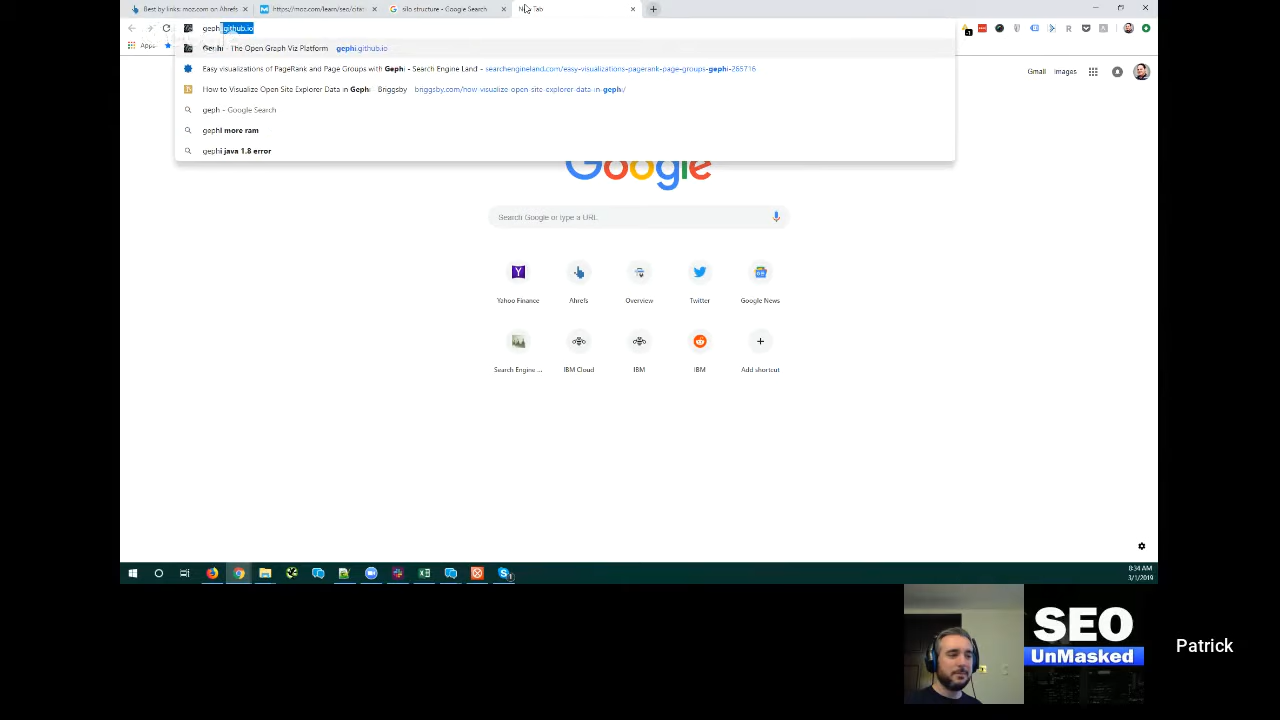 Best by links: moz.com on Ahrefs
https://moz.com/learn/seo/citat
silo structure - Google Search
Tab
geph.github.io
Apps
Gephi - The Open Graph Viz Platform gephi.github.io
Easy visualizations of PageRank and Page Groups with Gephi - Search Engine Land - searchengineland.com/easy-visualizations-pagerank-page-groups-gephi-265716
How to Visualize Open Site Explorer Data in Gephi - Briggsby - briggsby.com/how-visualize-open-site-explorer-data-in-gephi/
geph - Google Search
gephi more ram
gephi java 1.8 error
Gmail
Images
Google
Search Google or type a URL
Yahoo Finance
Ahrefs
Overview
Twitter
Google News
Search Engine ...
IBM Cloud
IBM
IBM
Add shortcut
8:34 AM
3/1/2019
SEO
UnMasked
Patrick